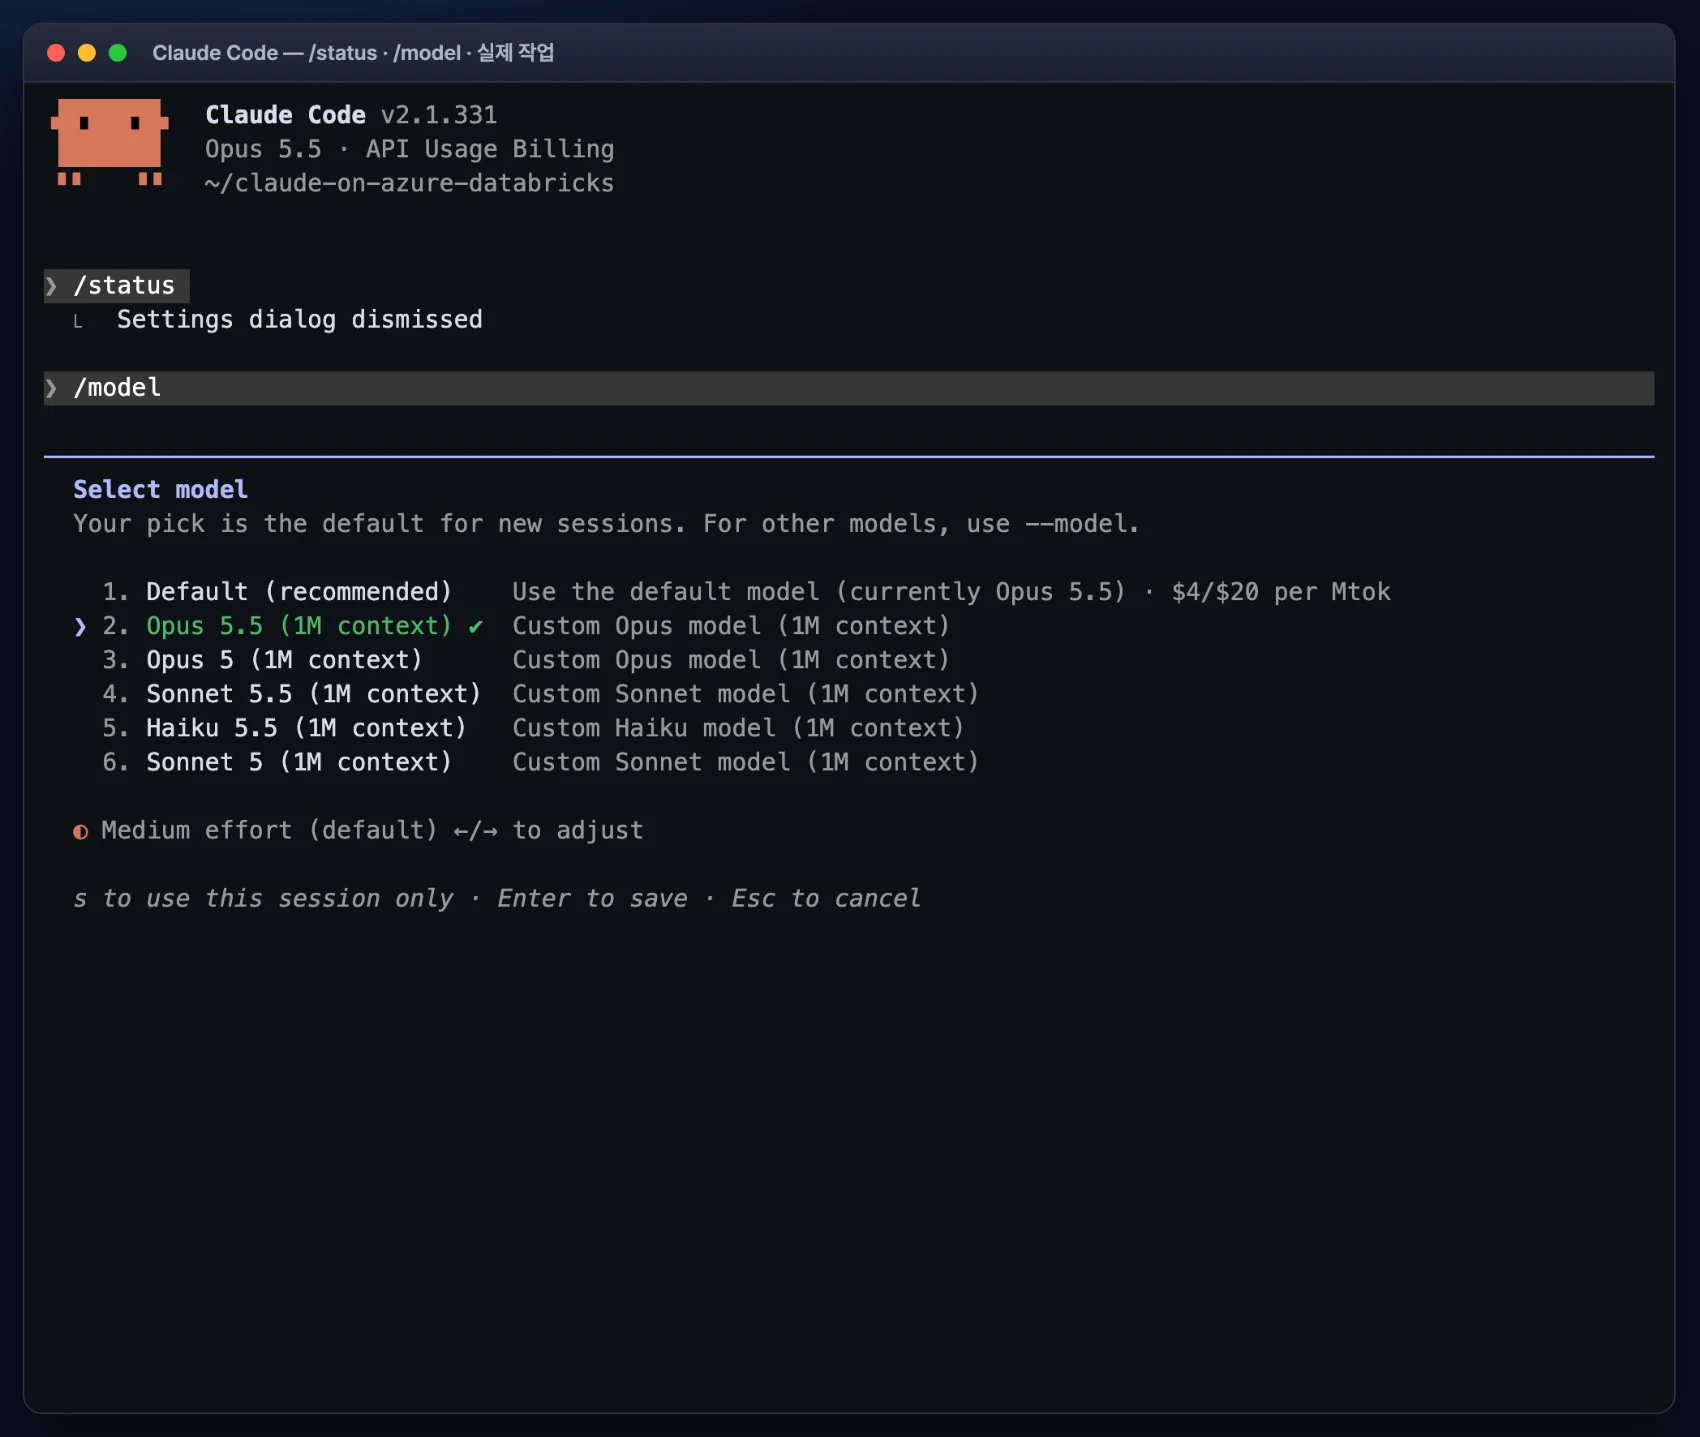 Claude Code — /status · /model · 실제 작업
Claude Code v2.1.331
Opus 5.5 · API Usage Billing
~/claude-on-azure-databricks
❯ /status
└ Settings dialog dismissed
❯ /model
Select model
Your pick is the default for new sessions. For other models, use --model.
1. Default (recommended) Use the default model (currently Opus 5.5) · $4/$20 per Mtok
❯ 2. Opus 5.5 (1M context) ✔ Custom Opus model (1M context)
3. Opus 5 (1M context) Custom Opus model (1M context)
4. Sonnet 5.5 (1M context) Custom Sonnet model (1M context)
5. Haiku 5.5 (1M context) Custom Haiku model (1M context)
6. Sonnet 5 (1M context) Custom Sonnet model (1M context)
◐ Medium effort (default) ←/→ to adjust
s to use this session only · Enter to save · Esc to cancel